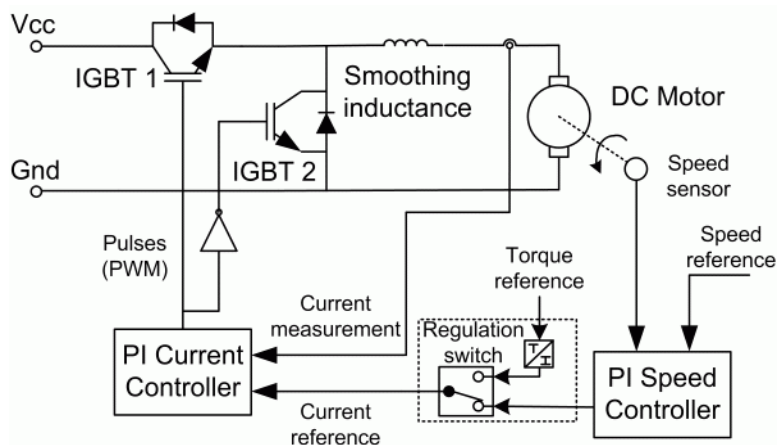 Vcc
IGBT 1
Smoothing
inductance
DC Motor
IGBT 2
Gnd
Speed
sensor
Pulses
(PWM)
Torque
reference
Speed
reference
Current
measurement
Regulation
switch
T
I
PI Current
Controller
PI Speed
Controller
Current
reference